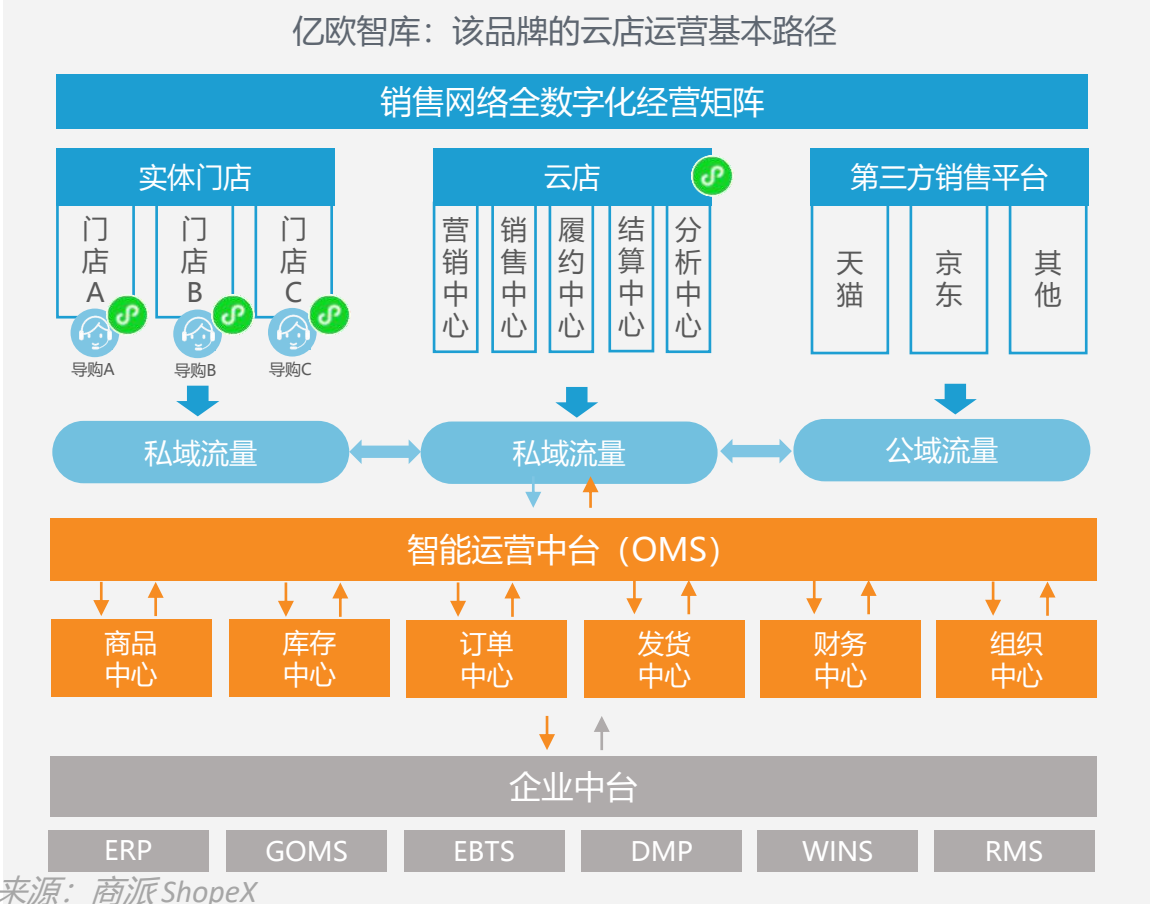 亿欧智库：该品牌的云店运营基本路径
销售网络全数字化经营矩阵
实体门店
门店A
门店B
门店C
导购A
导购B
导购C
云店
营销中心
销售中心
履约中心
结算中心
分析中心
第三方销售平台
天猫
京东
其他
私域流量
私域流量
公域流量
智能运营中台（OMS）
商品
中心
库存
中心
订单
中心
发货
中心
财务
中心
组织
中心
企业中台
ERP
GOMS
EBTS
DMP
WINS
RMS
来源：商派 ShopeX